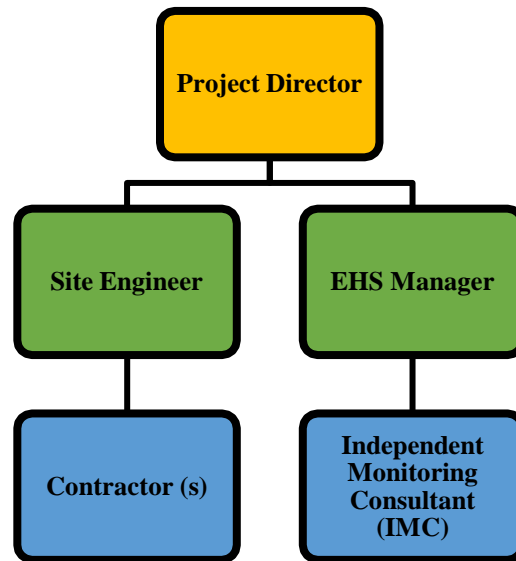 Project Director
Site Engineer
EHS Manager
Contractor (s)
Independent
Monitoring
Consultant
(IMC)